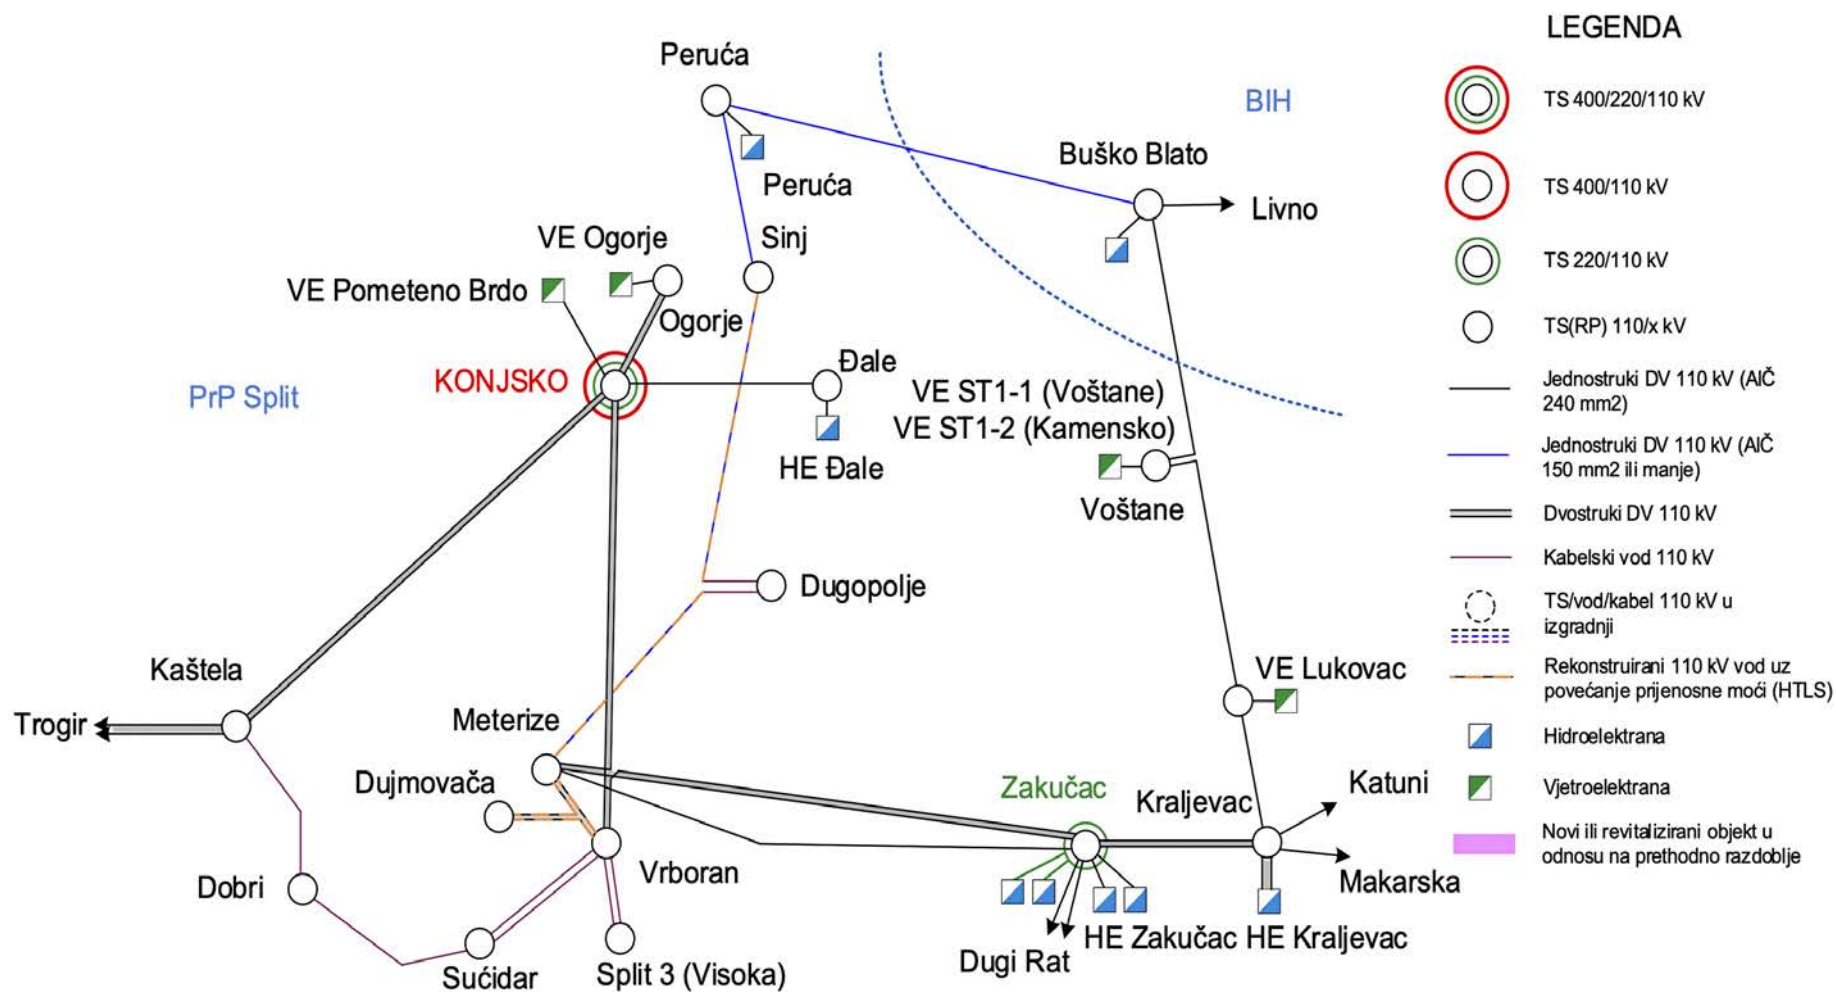 Peruća
Peruća
BIH
Buško Blato
Livno
VE Ogorje
Sinj
VE Pometeno Brdo
Ogorje
KONJSKO
PrP Split
Đale
HE Đale
VE ST1-1 (Voštane)
VE ST1-2 (Kamensko)
Voštane
Dugopolje
Kaštela
Trogir
Meterize
Dujmovača
VE Lukovac
Zakučac
Kraljevac
Katuni
Makarska
Vrboran
Dobri
Sućidar
Split 3 (Visoka)
Dugi Rat
HE Zakučac
HE Kraljevac
LEGENDA
TS 400/220/110 kV
TS 400/110 kV
TS 220/110 kV
TS(RP) 110/x kV
Jednostruki DV 110 kV (AlČ
240 mm2)
Jednostruki DV 110 kV (AlČ
150 mm2 ili manje)
Dvostruki DV 110 kV
Kabelski vod 110 kV
TS/vod/kabel 110 kV u
izgradnji
Rekonstruirani 110 kV vod uz
povećanje prijenosne moći (HTLS)
Hidroelektrana
Vjetroelektrana
Novi ili revitalizirani objekt u
odnosu na prethodno razdoblje